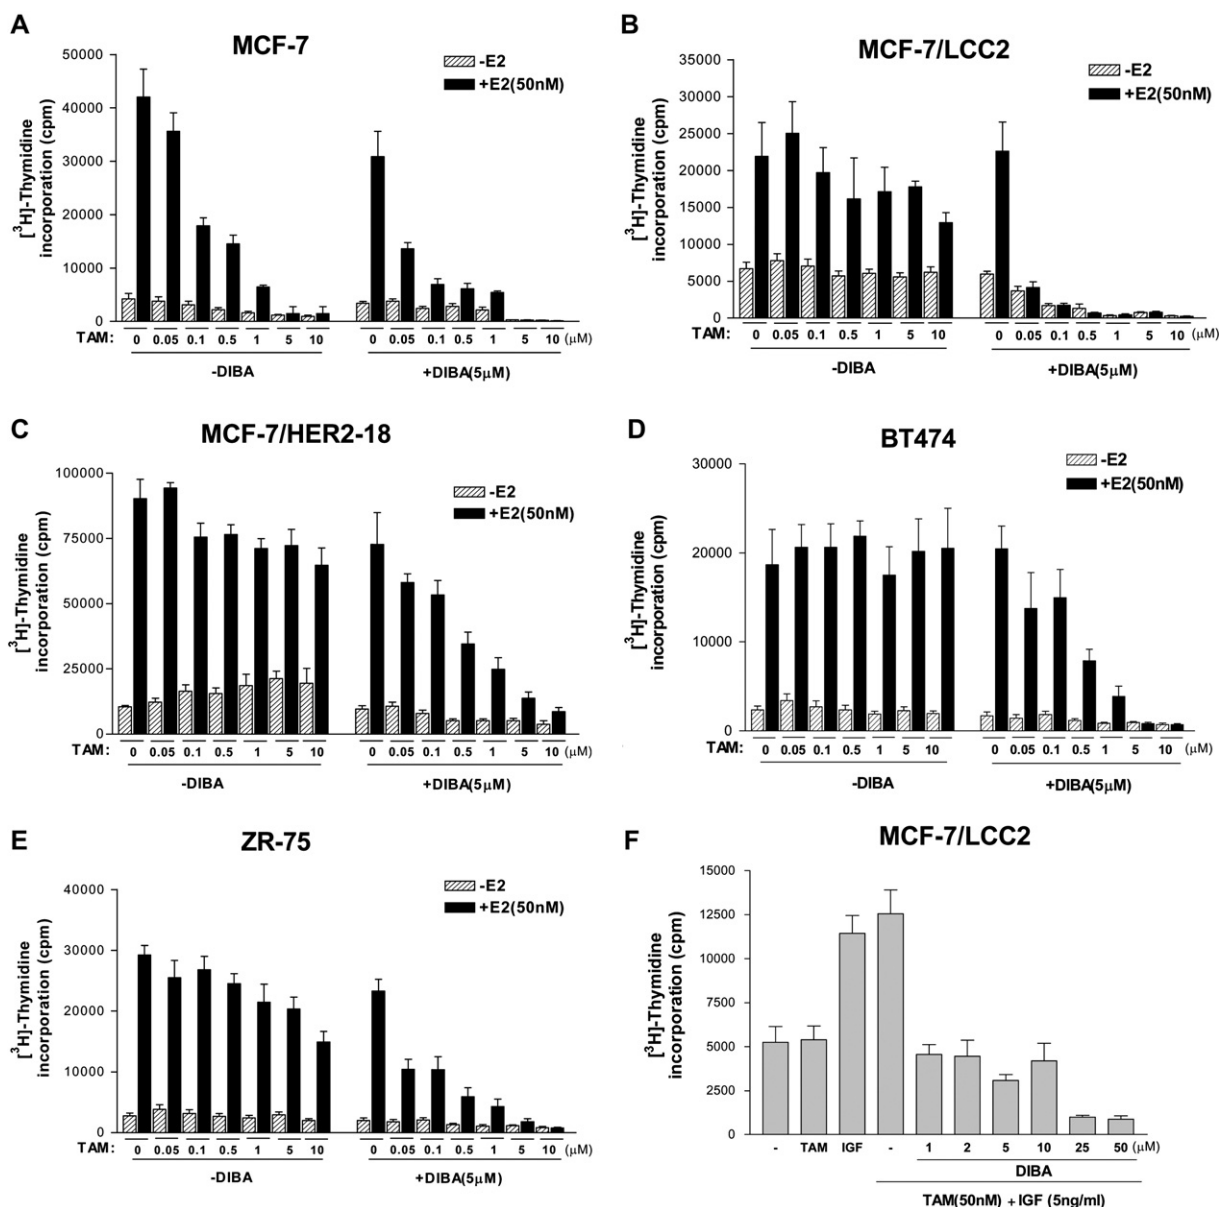 A
MCF-7
[³H]-Thymidine
incorporation (cpm)
50000
40000
30000
20000
10000
0
-E2
+E2(50nM)
TAM: 0 0.05 0.1 0.5 1 5 10 0 0.05 0.1 0.5 1 5 10 (μM)
-DIBA +DIBA(5μM)
B
MCF-7/LCC2
[³H]-Thymidine
incorporation (cpm)
35000
30000
25000
20000
15000
10000
5000
0
-E2
+E2(50nM)
TAM: 0 0.05 0.1 0.5 1 5 10 0 0.05 0.1 0.5 1 5 10 (μM)
-DIBA +DIBA(5μM)
C
MCF-7/HER2-18
[³H]-Thymidine
incorporation (cpm)
100000
75000
50000
25000
0
-E2
+E2(50nM)
TAM: 0 0.05 0.1 0.5 1 5 10 0 0.05 0.1 0.5 1 5 10 (μM)
-DIBA +DIBA(5μM)
D
BT474
[³H]-Thymidine
incorporation (cpm)
30000
20000
10000
0
-E2
+E2(50nM)
TAM: 0 0.05 0.1 0.5 1 5 10 0 0.05 0.1 0.5 1 5 10 (μM)
-DIBA +DIBA(5μM)
E
ZR-75
[³H]-Thymidine
incorporation (cpm)
40000
30000
20000
10000
0
-E2
+E2(50nM)
TAM: 0 0.05 0.1 0.5 1 5 10 0 0.05 0.1 0.5 1 5 10 (μM)
-DIBA +DIBA(5μM)
F
MCF-7/LCC2
[³H]-Thymidine
incorporation (cpm)
15000
12500
10000
7500
5000
2500
0
- TAM IGF - 1 2 5 10 25 50 (μM)
DIBA
TAM(50nM) + IGF (5ng/ml)